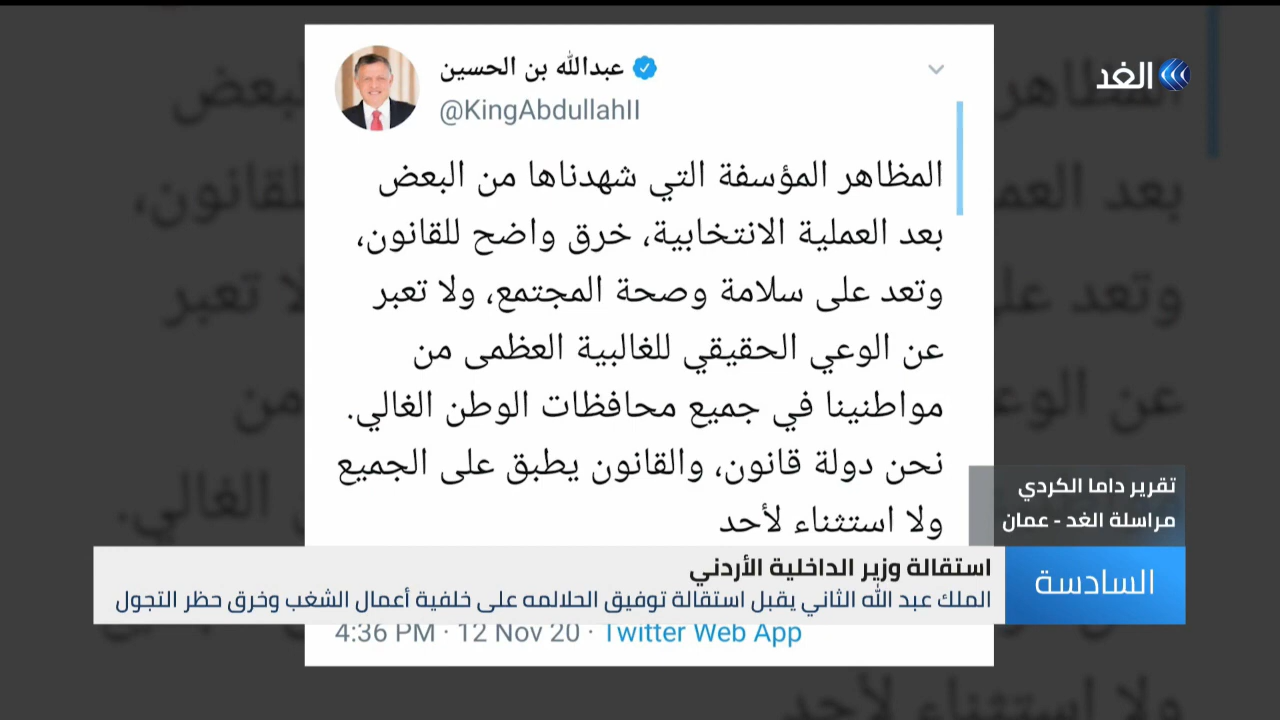 الغد
عبدالله بن الحسين
@KingAbdullahII
المظاهر المؤسفة التي شهدناها من البعض
بعد العملية الانتخابية، خرق واضح للقانون،
وتعد على سلامة وصحة المجتمع، ولا تعبر
عن الوعي الحقيقي للغالبية العظمى من
مواطنينا في جميع محافظات الوطن الغالي.
نحن دولة قانون، والقانون يطبق على الجميع
ولا استثناء لأحد
تقرير داما الكردي
مراسلة الغد - عمان
السادسة
استقالة وزير الداخلية الأردني
الملك عبد الله الثاني يقبل استقالة توفيق الحلالمه على خلفية أعمال الشغب وخرق حظر التجول
4:36 PM · 12 Nov 20 · Twitter Web App